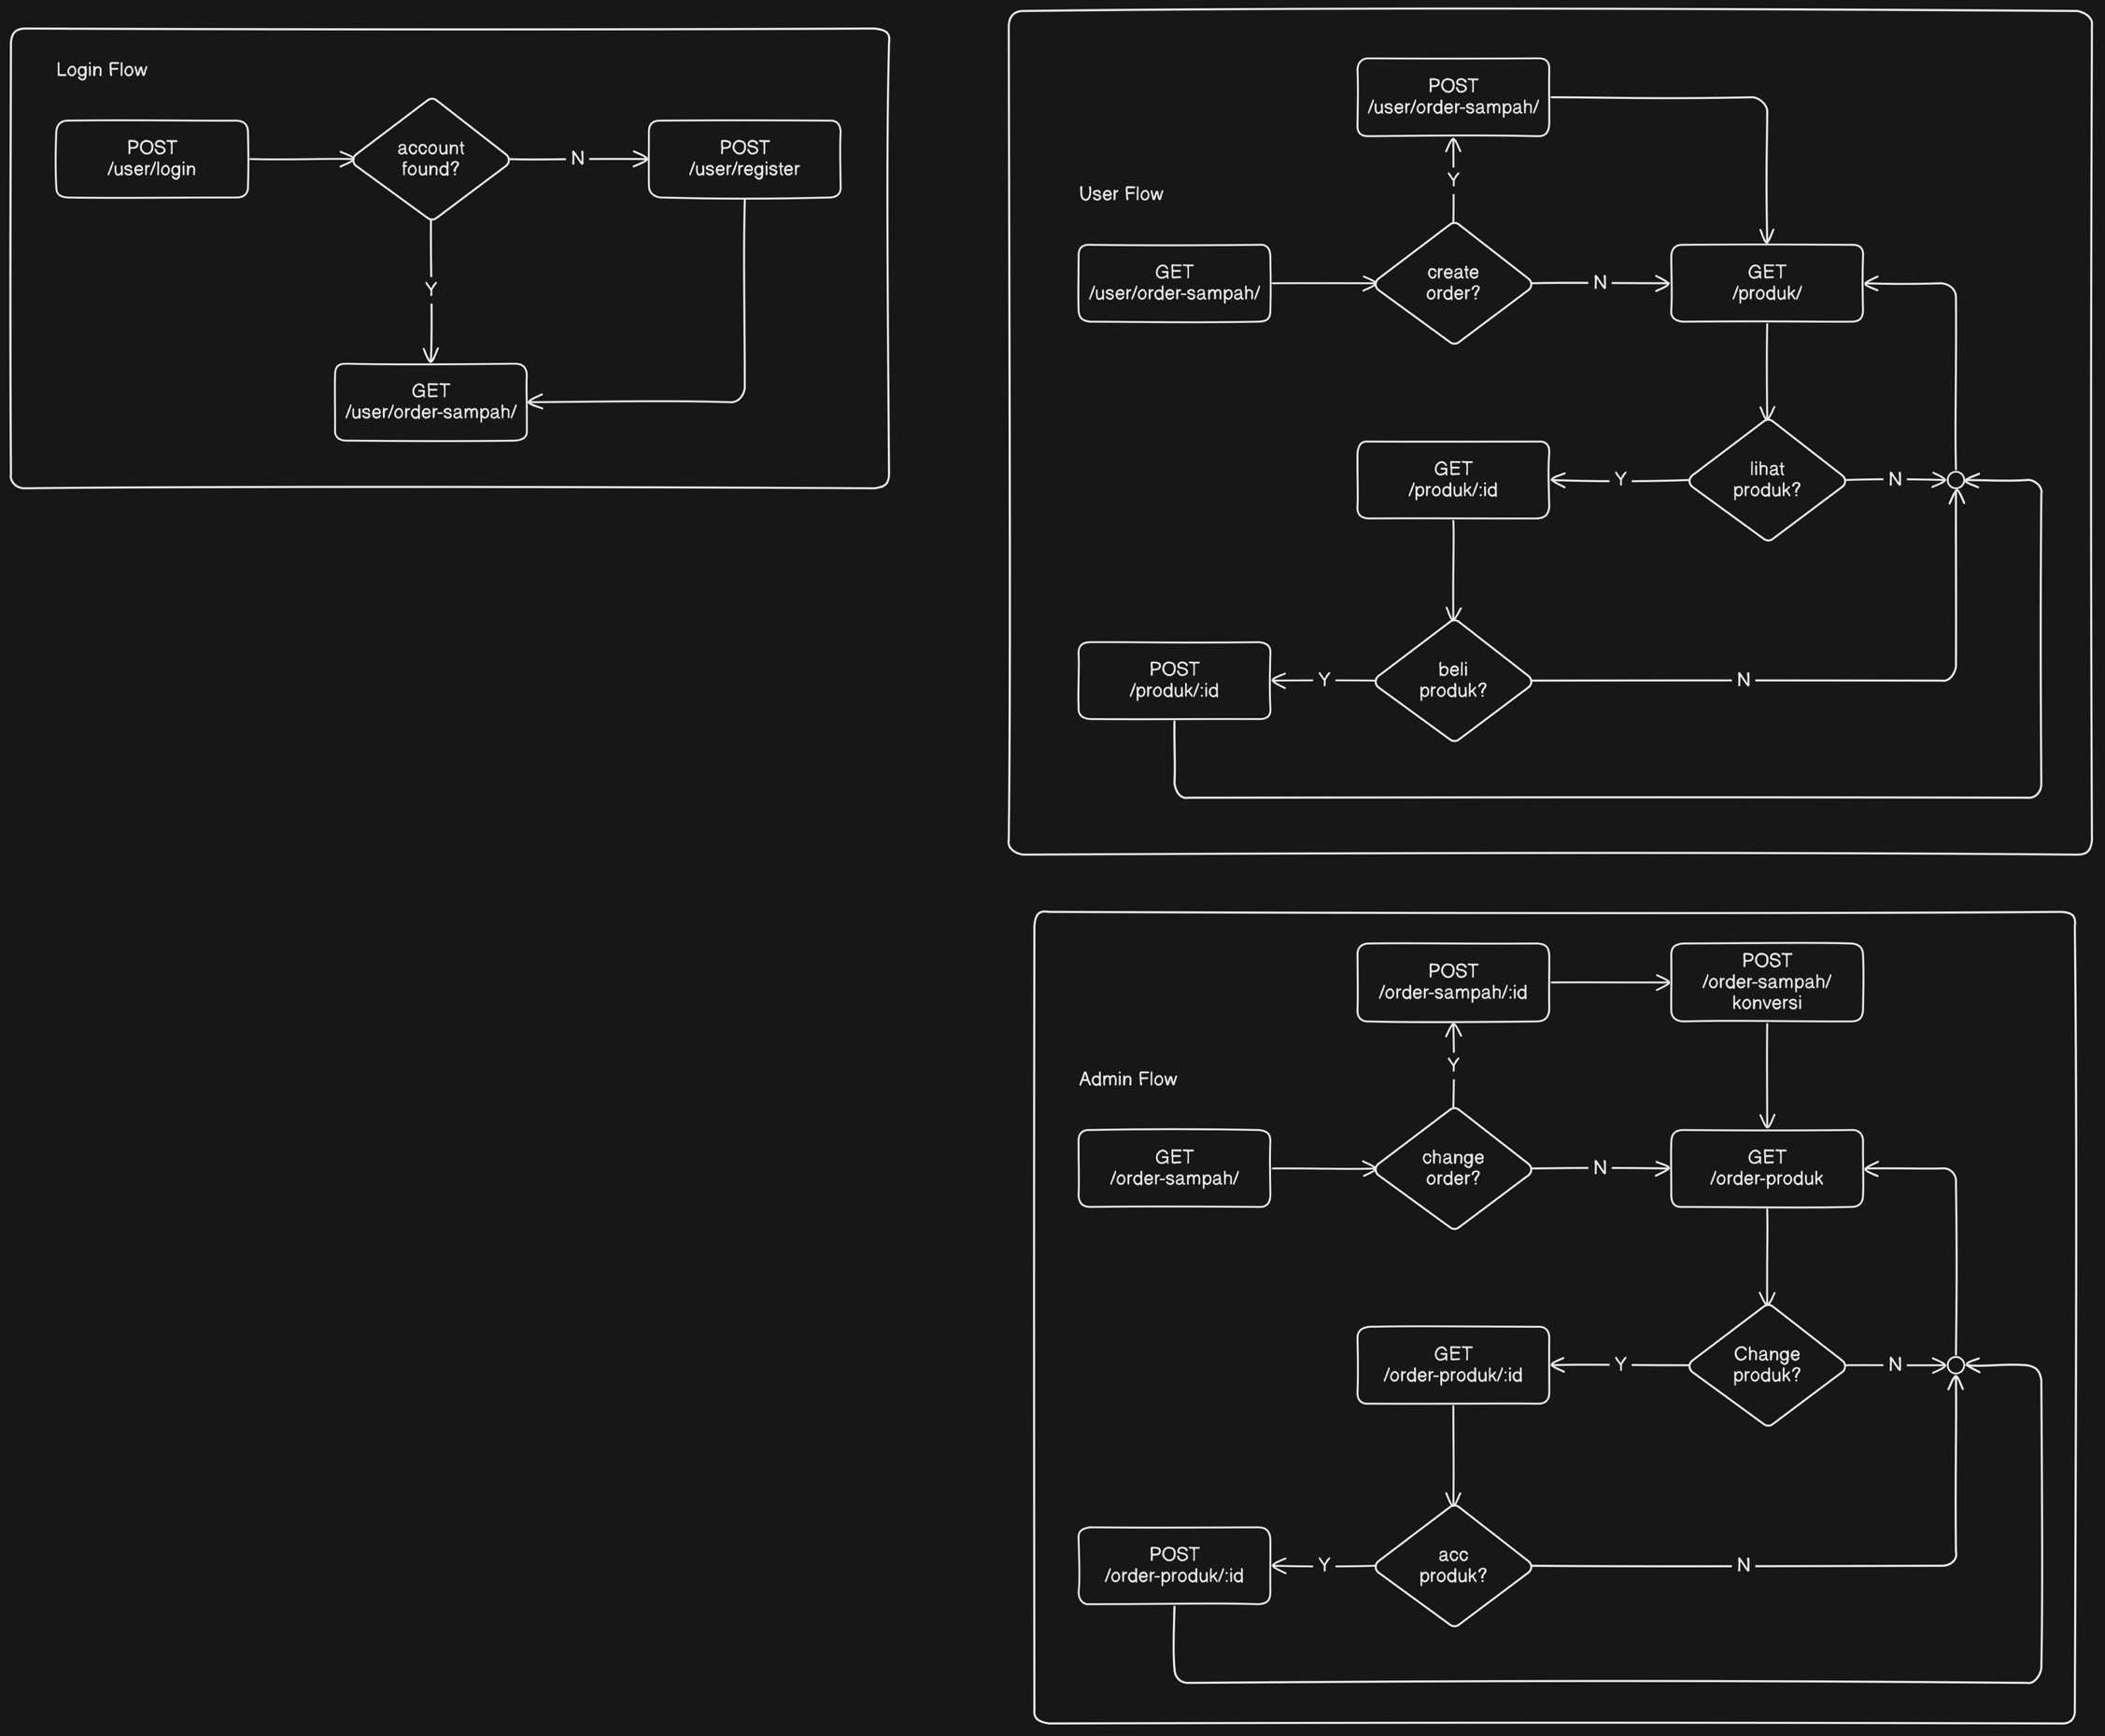 Login Flow
POST
/user/login
account
found?
N
POST
/user/register
Y
GET
/user/order-sampah/
User Flow
POST
/user/order-sampah/
Y
GET
/user/order-sampah/
create
order?
N
GET
/produk/
lihat
produk?
N
Y
GET
/produk/:id
beli
produk?
N
Y
POST
/produk/:id
Admin Flow
POST
/order-sampah/:id
POST
/order-sampah/
konversi
Y
GET
/order-sampah/
change
order?
N
GET
/order-produk
Change
produk?
N
Y
GET
/order-produk/:id
acc
produk?
N
Y
POST
/order-produk/:id